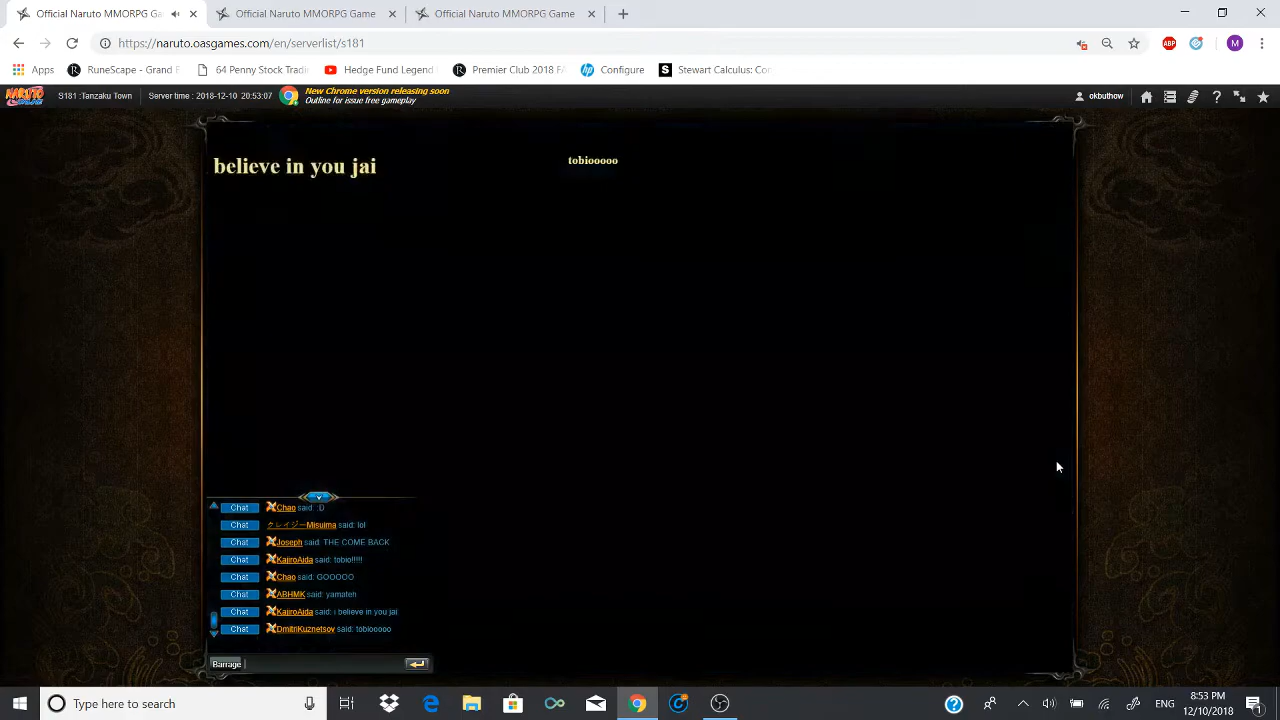 Official Naruto MMORPG Ga
Official Naruto MMORPG Game
Official Naruto MMORPG Game
https://naruto.oasgames.com/en/serverlist/s181
Apps
RuneScape - Grand E
64 Penny Stock Tradi
Hedge Fund Legend
Premier Club 2018 FA
Configure
Stewart Calculus: Con
S181 :Tanzaku Town
Server time : 2018-12-10 20:53:07
New Chrome version releasing soon
Outline for issue free gameplay
okbuthow
believe in you jai
tobiooooo
Chat Chao said: :D
Chat クレイジーMisuima said: lol
Chat Joseph said: THE COME BACK
Chat KajiroAida said: tobio!!!!!
Chat Chao said: GOOOOO
Chat ABHMK said: yamateh
Chat KajiroAida said: i believe in you jai
Chat DmitriKuznetsov said: tobiooooo
Barrage
Type here to search
ENG
8:53 PM
12/10/2018